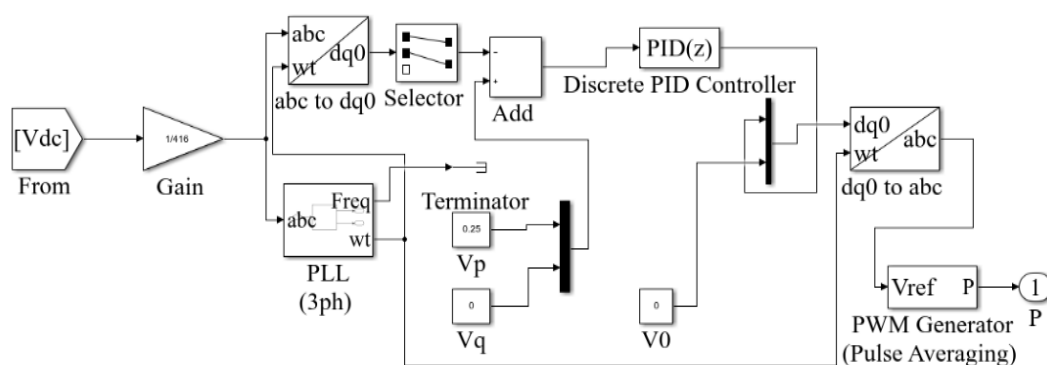 [Vdc]
From
1/416
Gain
abc
wt
dq0
abc to dq0
Selector
−
+
Add
PID(z)
Discrete PID Controller
dq0
wt
abc
dq0 to abc
abc
Freq
wt
PLL
(3ph)
Terminator
0.25
Vp
0
Vq
0
V0
Vref
P
PWM Generator
(Pulse Averaging)
1
P